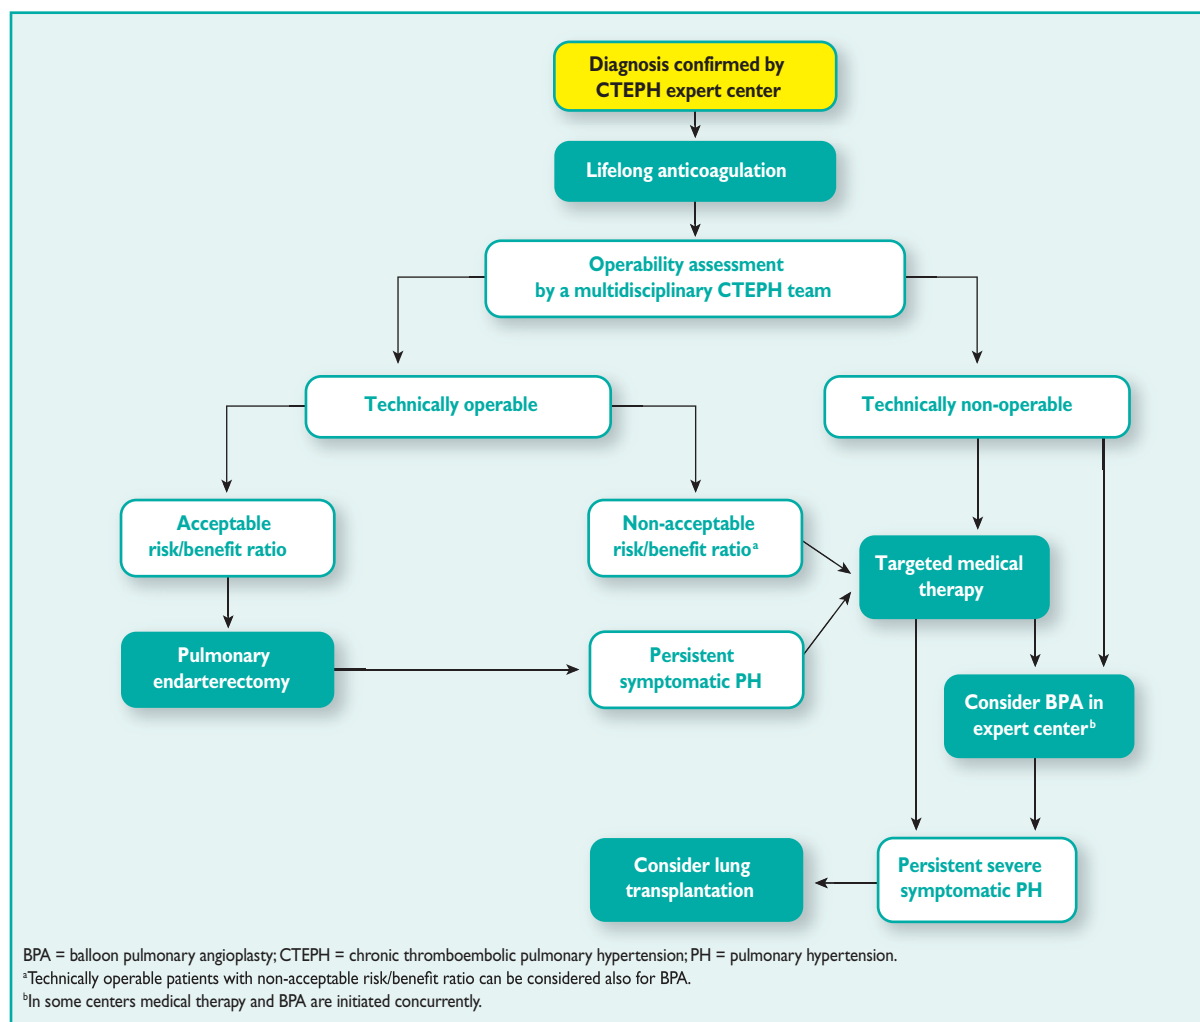 Diagnosis confirmed by
CTEPH expert center
Lifelong anticoagulation
Operability assessment
by a multidisciplinary CTEPH team
Technically operable
Technically non-operable
Acceptable
risk/benefit ratio
Non-acceptable
risk/benefit ratioᵃ
Targeted medical
therapy
Pulmonary
endarterectomy
Persistent
symptomatic PH
Consider BPA in
expert centerᵇ
Consider lung
transplantation
Persistent severe
symptomatic PH
BPA = balloon pulmonary angioplasty; CTEPH = chronic thromboembolic pulmonary hypertension; PH = pulmonary hypertension.
ᵃTechnically operable patients with non-acceptable risk/benefit ratio can be considered also for BPA.
ᵇIn some centers medical therapy and BPA are initiated concurrently.